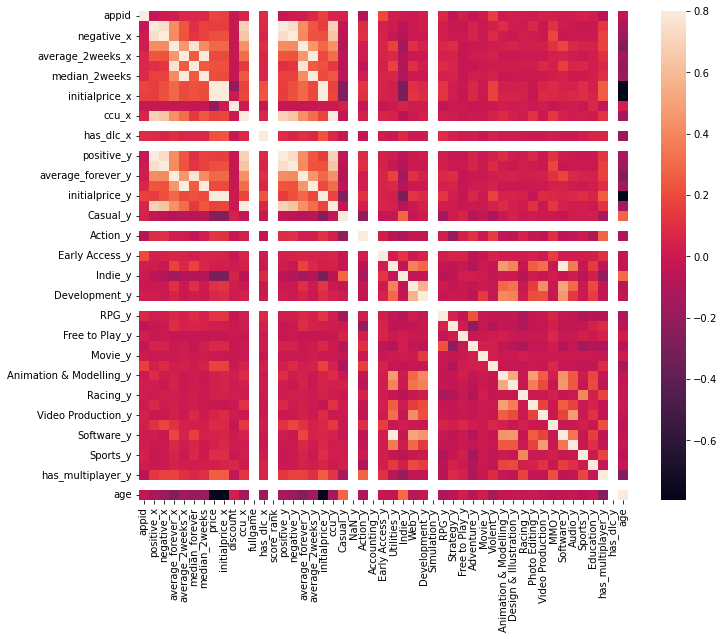 appid
negative_x
average_2weeks_x
median_2weeks
initialprice_x
ccu_x
has_dlc_x
positive_y
average_forever_y
initialprice_y
Casual_y
Action_y
Early Access_y
Indie_y
Development_y
RPG_y
Free to Play_y
Movie_y
Animation & Modelling_y
Racing_y
Video Production_y
Software_y
Sports_y
has_multiplayer_y
age
0.8
0.6
0.4
0.2
0.0
−0.2
−0.4
−0.6
appid
positive_x
negative_x
average_forever_x
average_2weeks_x
median_forever
median_2weeks
price
initialprice_x
discount
ccu_x
fullgame
has_dlc_x
score_rank
positive_y
negative_y
average_forever_y
average_2weeks_y
initialprice_y
ccu_y
Casual_y
NaN_y
Action_y
Accounting_y
Early Access_y
Utilities_y
Indie_y
Web_y
Development_y
Simulation_y
RPG_y
Strategy_y
Free to Play_y
Adventure_y
Movie_y
Violent_y
Animation & Modelling_y
Design & Illustration_y
Racing_y
Photo Editing_y
Video Production_y
MMO_y
Software_y
Audio_y
Sports_y
Education_y
has_multiplayer_y
has_dlc_y
age